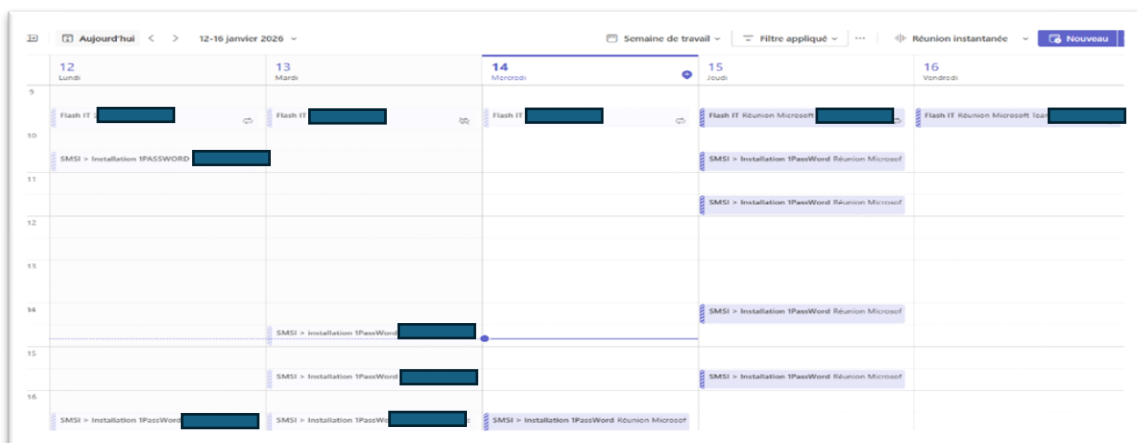 Aujourd'hui < > 12-16 janvier 2026 Semaine de travail Filtre appliqué ... Réunion instantanée Nouveau
12 13 14 15 16
Lundi Mardi Mercredi Jeudi Vendredi
9
Flash IT Flash IT Flash IT Flash IT Réunion Microsoft Flash IT Réunion Microsoft
10
SMSI > Installation 1PASSWORD SMSI > Installation 1PassWord Réunion Microsof
11
SMSI > Installation 1PassWord Réunion Microsof
12
13
14
SMSI > Installation 1PassWord Réunion Microsof
SMSI > Installation 1PassWord
15
SMSI > Installation 1PassWord SMSI > Installation 1PassWord Réunion Microsof
16
SMSI > Installation 1PassWord SMSI > Installation 1PassWo SMSI > Installation 1PassWord Réunion Microsof